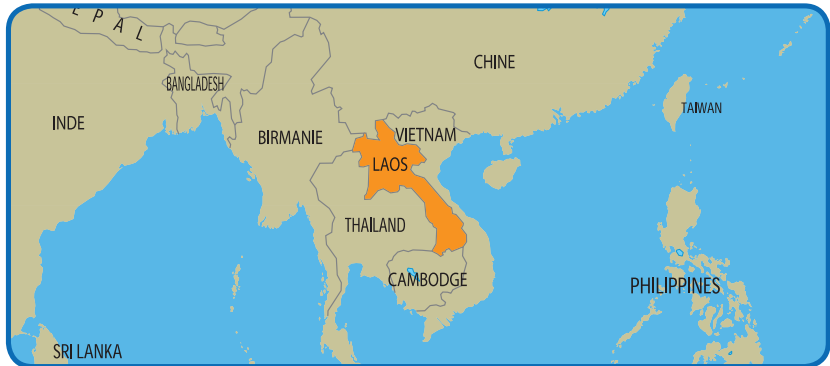 NEPAL
CHINE
BANGLADESH
TAIWAN
INDE
BIRMANIE
VIETNAM
LAOS
THAILAND
CAMBODGE
PHILIPPINES
SRI LANKA